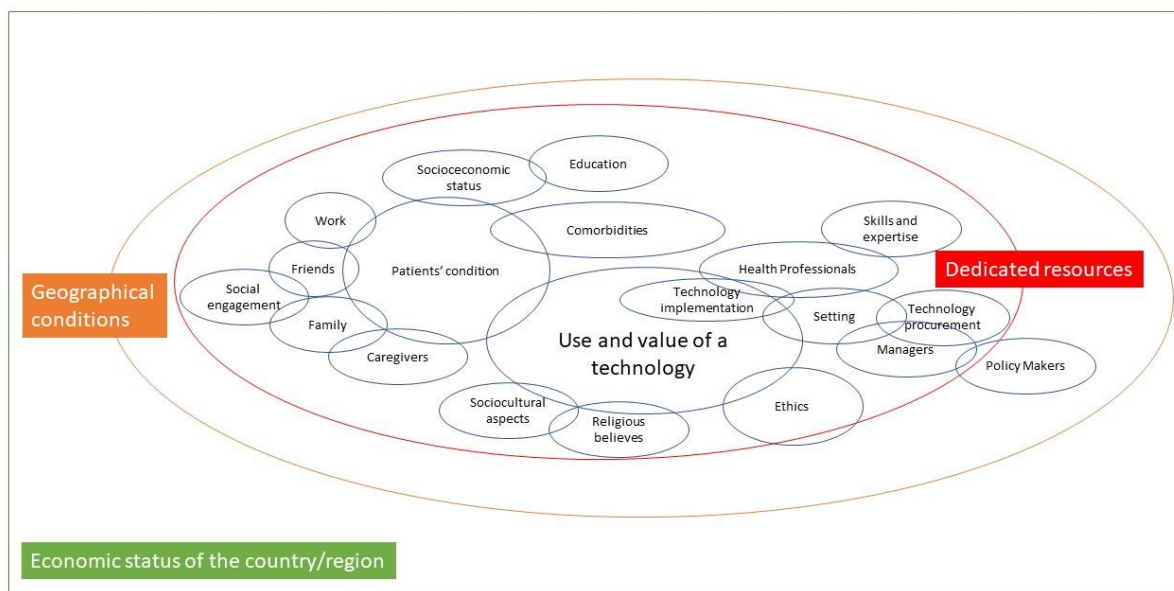 Education
Socioeconomic
status
Work
Comorbidities
Skills and
expertise
Friends
Patients’ condition
Health Professionals
Dedicated resources
Geographical
conditions
Social
engagement
Technology
implementation
Family
Setting
Technology
procurement
Caregivers
Use and value of a
technology
Managers
Policy Makers
Sociocultural
aspects
Religious
believes
Ethics
Economic status of the country/region